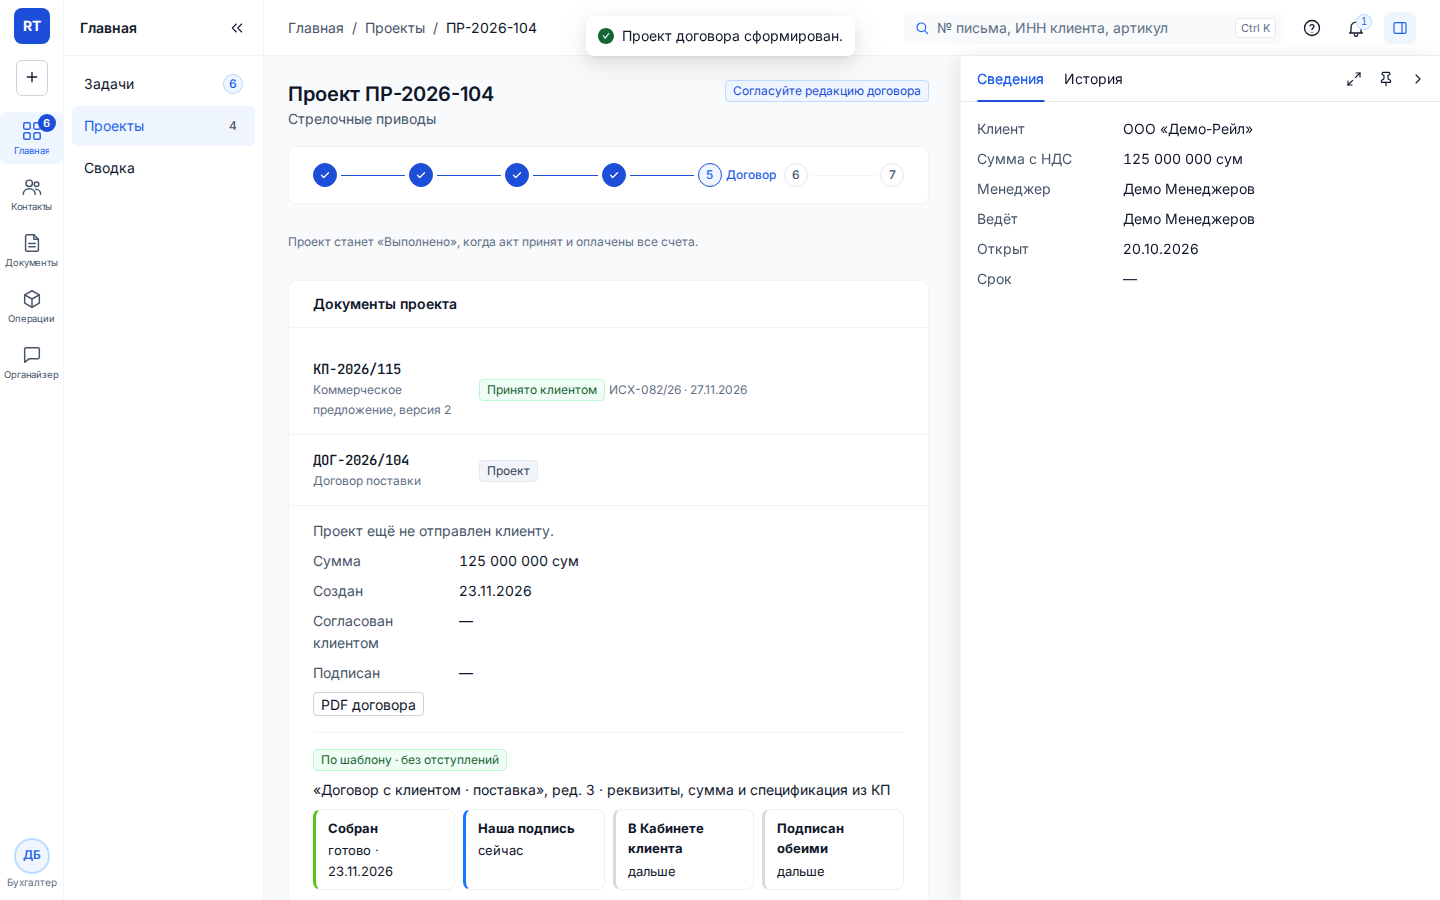 RT
Главная
Главная / Проекты / ПР-2026-104
Проект договора сформирован.
№ письма, ИНН клиента, артикул
Ctrl K
1
+
6
Главная
Контакты
Документы
Операции
Органайзер
ДБ
Бухгалтер
Задачи 6
Проекты 4
Сводка
Проект ПР-2026-104
Стрелочные приводы
Согласуйте редакцию договора
5 Договор 6 7
Проект станет «Выполнено», когда акт принят и оплачены все счета.
Документы проекта
КП-2026/115
Коммерческое
предложение, версия 2
Принято клиентом ИСХ-082/26 · 27.11.2026
ДОГ-2026/104
Договор поставки
Проект
Проект ещё не отправлен клиенту.
Сумма 125 000 000 сум
Создан 23.11.2026
Согласован
клиентом —
Подписан —
PDF договора
По шаблону · без отступлений
«Договор с клиентом · поставка», ред. 3 · реквизиты, сумма и спецификация из КП
Собран
готово ·
23.11.2026
Наша подпись
сейчас
В Кабинете
клиента
дальше
Подписан
обеими
дальше
Сведения История
Клиент ООО «Демо-Рейл»
Сумма с НДС 125 000 000 сум
Менеджер Демо Менеджеров
Ведёт Демо Менеджеров
Открыт 20.10.2026
Срок —